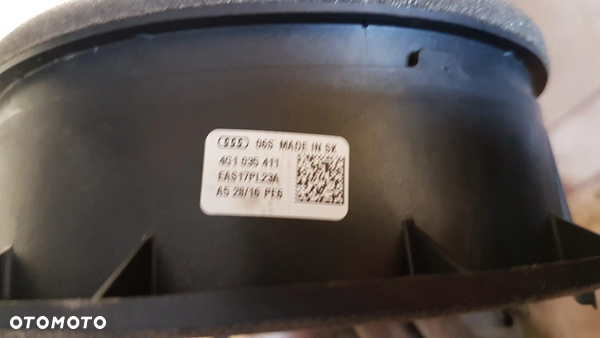 06S MADE IN SK
4G1 035 411
EAS17PL23A
A5 28/16 PE6
OTOMOTO